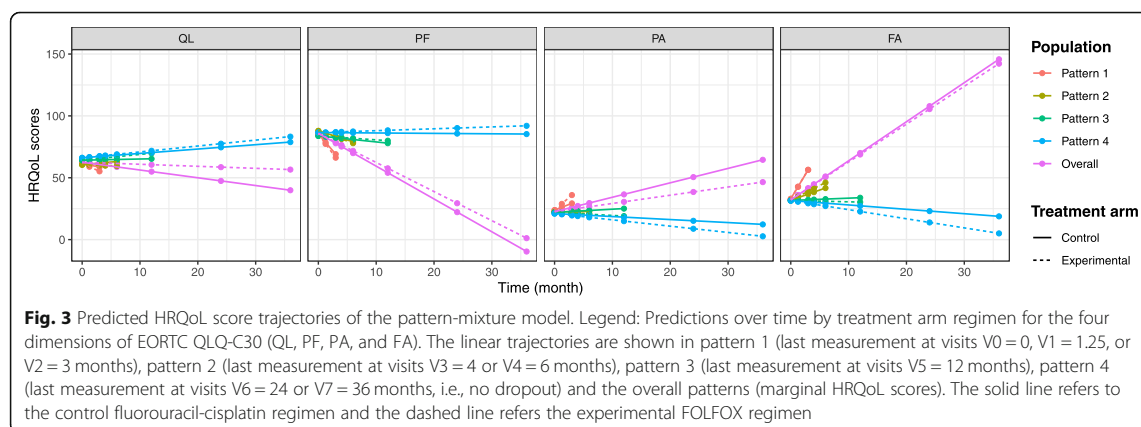 QL PF PA FA
150
100
50
0
HRQoL scores
0 10 20 30 0 10 20 30 0 10 20 30 0 10 20 30
Time (month)
Population
Pattern 1
Pattern 2
Pattern 3
Pattern 4
Overall
Treatment arm
Control
Experimental
Fig. 3 Predicted HRQoL score trajectories of the pattern-mixture model. Legend: Predictions over time by treatment arm regimen for the four
dimensions of EORTC QLQ-C30 (QL, PF, PA, and FA). The linear trajectories are shown in pattern 1 (last measurement at visits V0 = 0, V1 = 1.25, or
V2 = 3 months), pattern 2 (last measurement at visits V3 = 4 or V4 = 6 months), pattern 3 (last measurement at visits V5 = 12 months), pattern 4
(last measurement at visits V6 = 24 or V7 = 36 months, i.e., no dropout) and the overall patterns (marginal HRQoL scores). The solid line refers to
the control fluorouracil-cisplatin regimen and the dashed line refers the experimental FOLFOX regimen